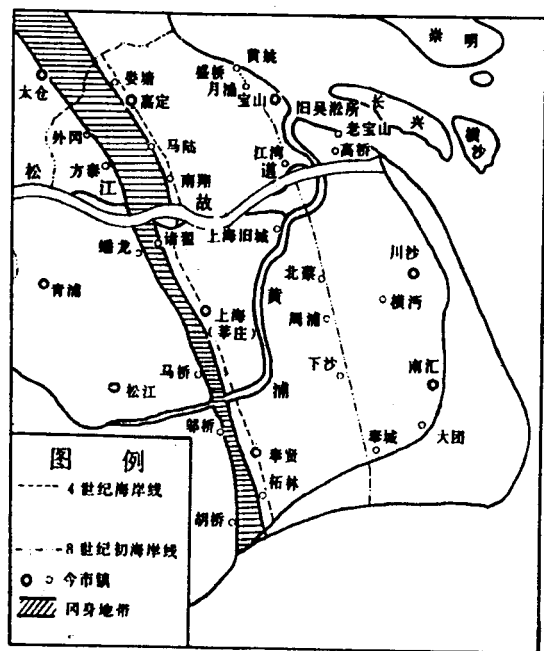 崇明
黄姚
盛桥
月浦
宝山
旧吴淞所
长兴
横沙
老宝山
高桥
娄塘
嘉定
太仓
外冈
马陆
方泰
南翔
江湾
松江故道
上海旧城
诸翟
蟠龙
青浦
上海
(莘庄)
川沙
北蔡
横沔
周浦
黄浦
下沙
南汇
马桥
松江
邬桥
奉贤
奉城
大团
柘林
胡桥
图 例
4世纪海岸线
8世纪初海岸线
今市镇
冈身地带